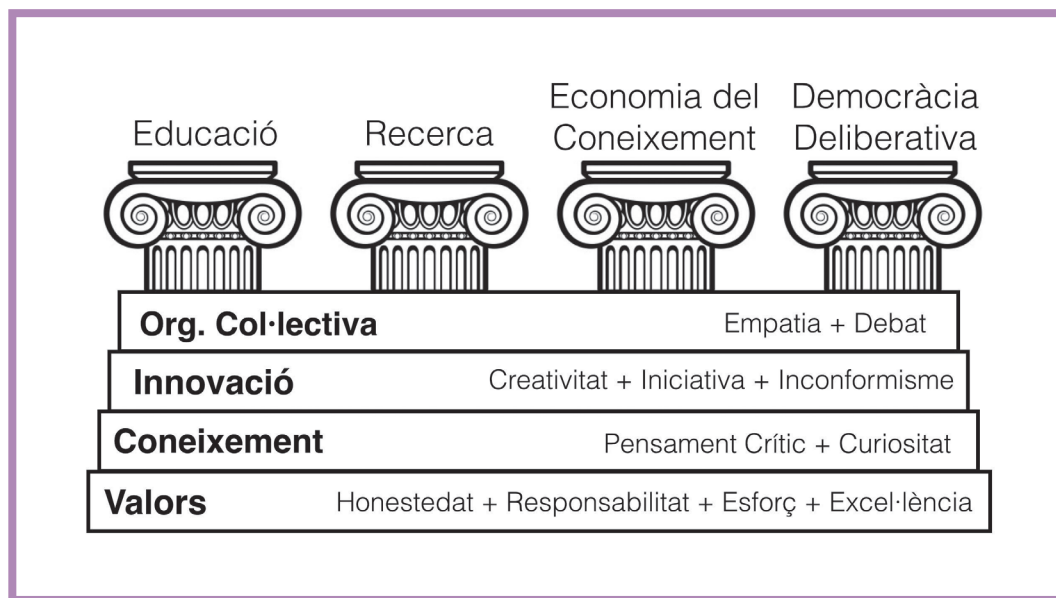 Educació
Recerca
Economia del
Coneixement
Democràcia
Deliberativa
Org. Col·lectiva Empatia + Debat
Innovació Creativitat + Iniciativa + Inconformisme
Coneixement Pensament Crític + Curiositat
Valors Honestedat + Responsabilitat + Esforç + Excel·lència